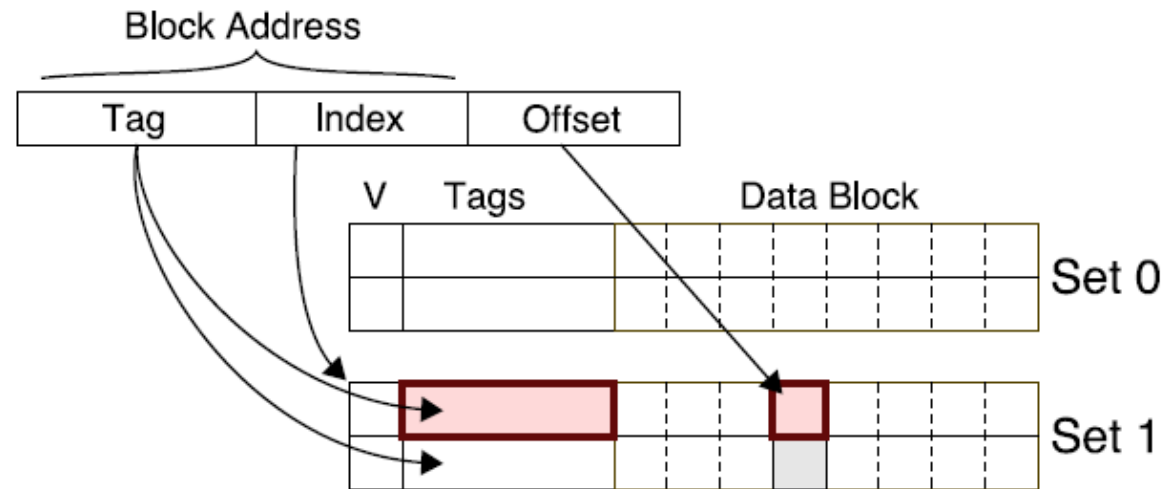 Block Address
Tag Index Offset
V Tags Data Block
Set 0
Set 1